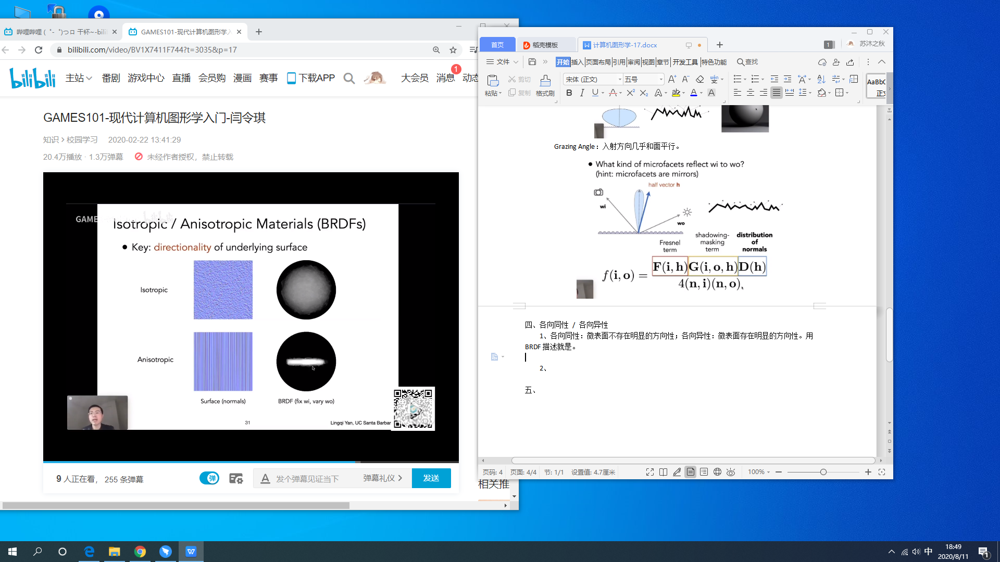 哔哩哔哩 (゜-゜)つロ 干杯~-bili
GAMES101-现代计算机图形学入
bilibili.com/video/BV1X7411F744?t=3035&p=17
bilibili 主站 番剧 游戏中心 直播 会员购 漫画 赛事 下载APP 大会员 消息 1 动态
GAMES101-现代计算机图形学入门-闫令琪
知识 > 校园学习 2020-02-22 13:41:29
20.4万播放 · 1.3万弹幕 未经作者授权，禁止转载
GAME
Isotropic / Anisotropic Materials (BRDFs)
● Key: directionality of underlying surface
Isotropic
Anisotropic
Surface (normals) BRDF (fix wi, vary wo)
31
Lingqi Yan, UC Santa Barbar
9 人正在看， 255 条弹幕
弹
发个弹幕见证当下
弹幕礼仪 >
发送
相关推
首页
稻壳模板
计算机图形学-17.docx
1
苏沐之秋
文件
开始 插入 页面布局 引用 审阅 视图 章节 开发工具 特色功能 查找
粘贴 剪切 复制 格式刷
宋体 (正文) 五号
AaBbC
正文
Grazing Angle：入射方向几乎和面平行。
● What kind of microfacets reflect wi to wo?
(hint: microfacets are mirrors)
half vector h
wi
wo
Fresnel term
shadowing-masking term
distribution of normals
f(i, o) = F(i, h)G(i, o, h)D(h)
4(n, i)(n, o)
四、各向同性 / 各向异性
1、各向同性：微表面不存在明显的方向性；各向异性：微表面存在明显的方向性。用
BRDF 描述就是。
2、
五、
页码: 4 页面: 4/4 节: 1/1 设置值: 4.7厘米 100%
中
18:49
2020/8/11
1